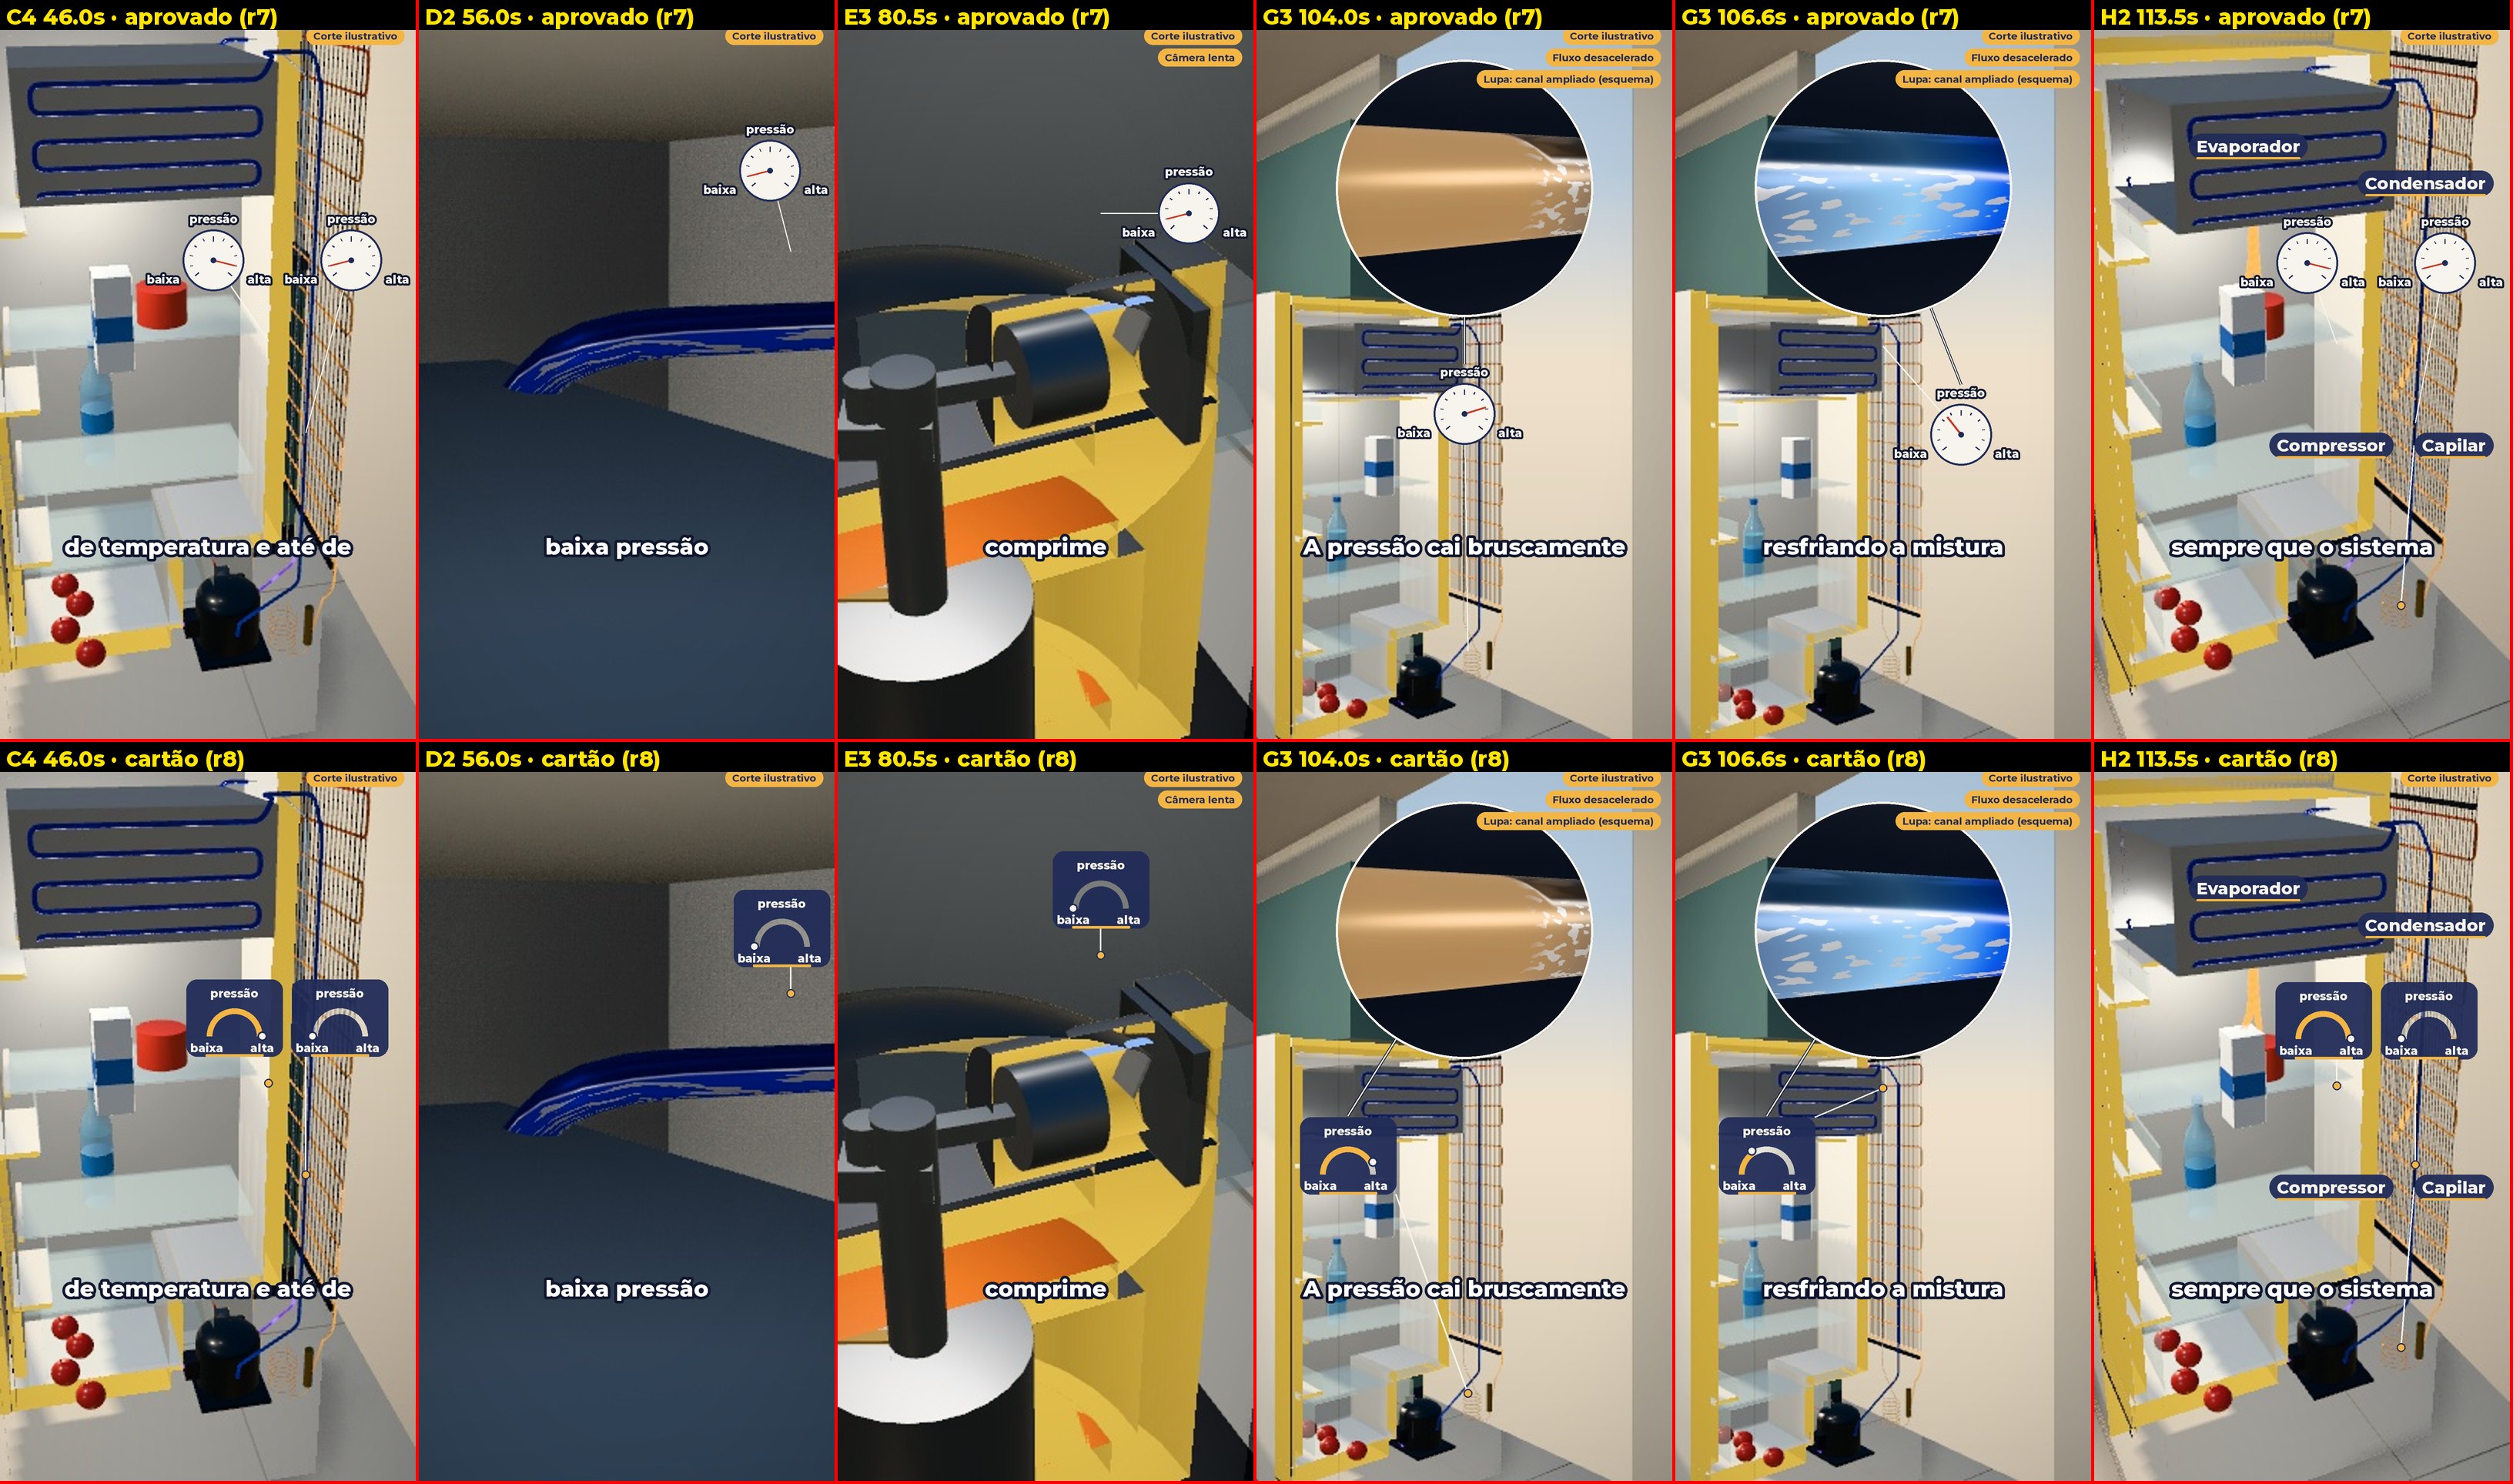 C4 46.0s · aprovado (r7)
Corte ilustrativo
pressão
baixa
alta
pressão
baixa
alta
de temperatura e até de
D2 56.0s · aprovado (r7)
Corte ilustrativo
pressão
baixa
alta
baixa pressão
E3 80.5s · aprovado (r7)
Corte ilustrativo
Câmera lenta
pressão
baixa
alta
comprime
G3 104.0s · aprovado (r7)
Corte ilustrativo
Fluxo desacelerado
Lupa: canal ampliado (esquema)
pressão
baixa
alta
A pressão cai bruscamente
G3 106.6s · aprovado (r7)
Corte ilustrativo
Fluxo desacelerado
Lupa: canal ampliado (esquema)
pressão
baixa
alta
resfriando a mistura
H2 113.5s · aprovado (r7)
Corte ilustrativo
Evaporador
Condensador
pressão
baixa
alta
pressão
baixa
alta
Compressor
Capilar
sempre que o sistema
C4 46.0s · cartão (r8)
Corte ilustrativo
pressão
baixa
alta
pressão
baixa
alta
de temperatura e até de
D2 56.0s · cartão (r8)
Corte ilustrativo
pressão
baixa
alta
baixa pressão
E3 80.5s · cartão (r8)
Corte ilustrativo
Câmera lenta
pressão
baixa
alta
comprime
G3 104.0s · cartão (r8)
Corte ilustrativo
Fluxo desacelerado
Lupa: canal ampliado (esquema)
pressão
baixa
alta
A pressão cai bruscamente
G3 106.6s · cartão (r8)
Corte ilustrativo
Fluxo desacelerado
Lupa: canal ampliado (esquema)
pressão
baixa
alta
resfriando a mistura
H2 113.5s · cartão (r8)
Corte ilustrativo
Evaporador
Condensador
pressão
baixa
alta
pressão
baixa
alta
Compressor
Capilar
sempre que o sistema